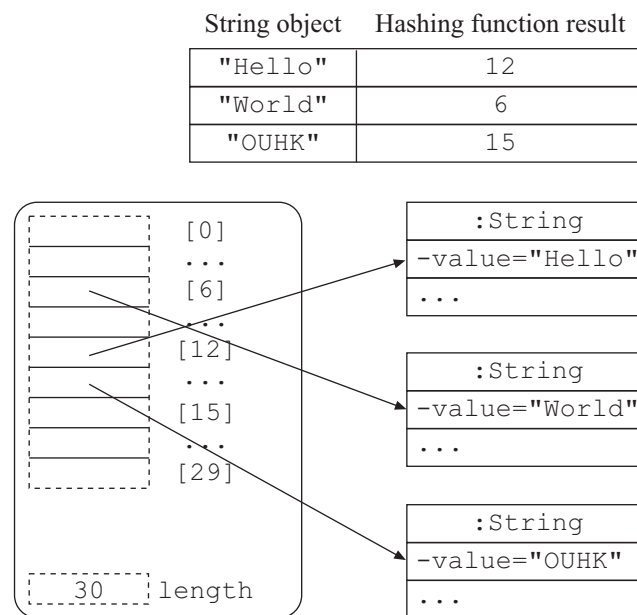 String object Hashing function result
"Hello" 12
"World" 6
"OUHK" 15
[0]
...
[6]
...
[12]
...
[15]
...
[29]
30 length
:String
-value="Hello"
...
:String
-value="World"
...
:String
-value="OUHK"
...